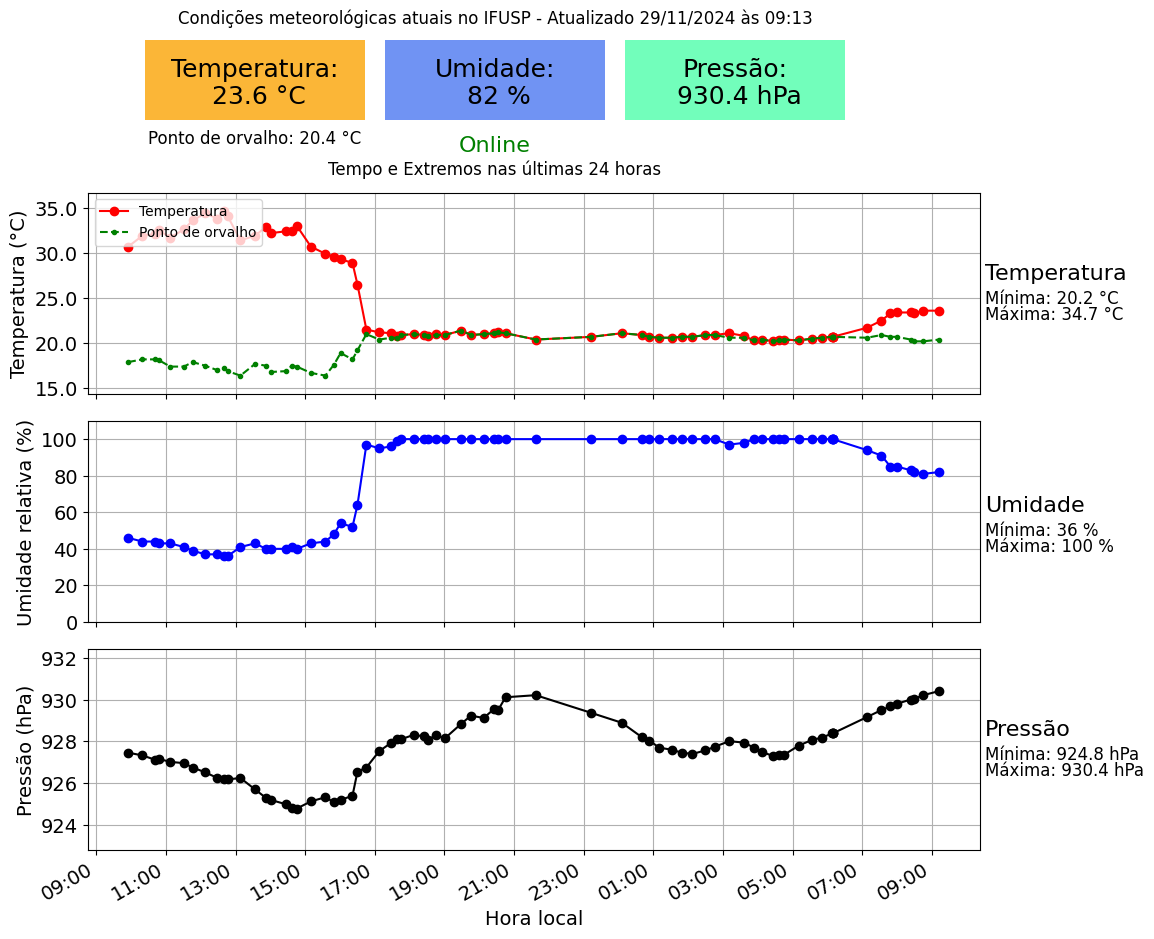 Condições meteorológicas atuais no IFUSP - Atualizado 29/11/2024 às 09:13
Temperatura:
23.6 °C
Umidade:
82 %
Pressão:
930.4 hPa
Ponto de orvalho: 20.4 °C
Online
Tempo e Extremos nas últimas 24 horas
Temperatura (°C)
35.0
30.0
25.0
20.0
15.0
Temperatura
Ponto de orvalho
Temperatura
Mínima: 20.2 °C
Máxima: 34.7 °C
Umidade relativa (%)
100
80
60
40
20
0
Umidade
Mínima: 36 %
Máxima: 100 %
Pressão (hPa)
932
930
928
926
924
Pressão
Mínima: 924.8 hPa
Máxima: 930.4 hPa
09:00 11:00 13:00 15:00 17:00 19:00 21:00 23:00 01:00 03:00 05:00 07:00 09:00
Hora local